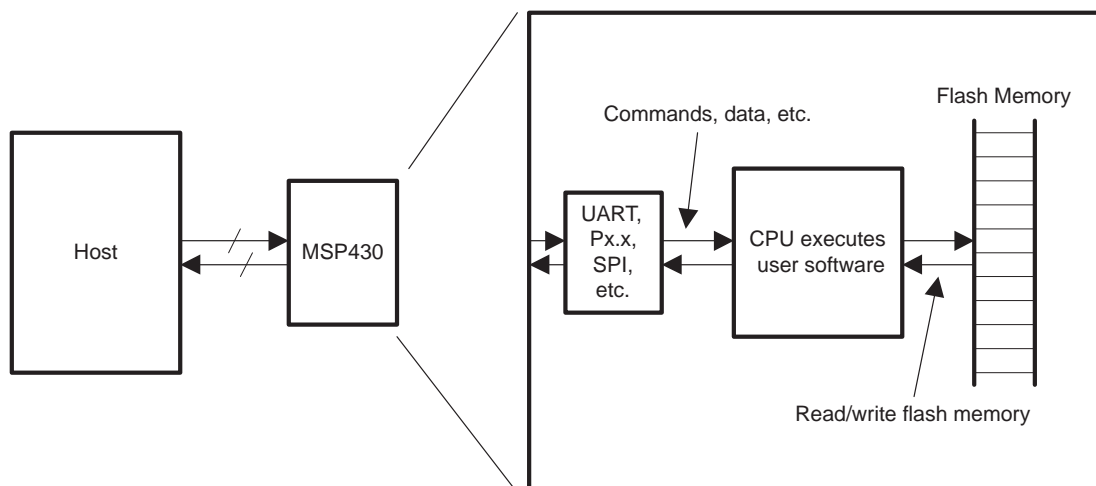 Host
MSP430
Commands, data, etc.
Flash Memory
UART,
Px.x,
SPI,
etc.
CPU executes
user software
Read/write flash memory